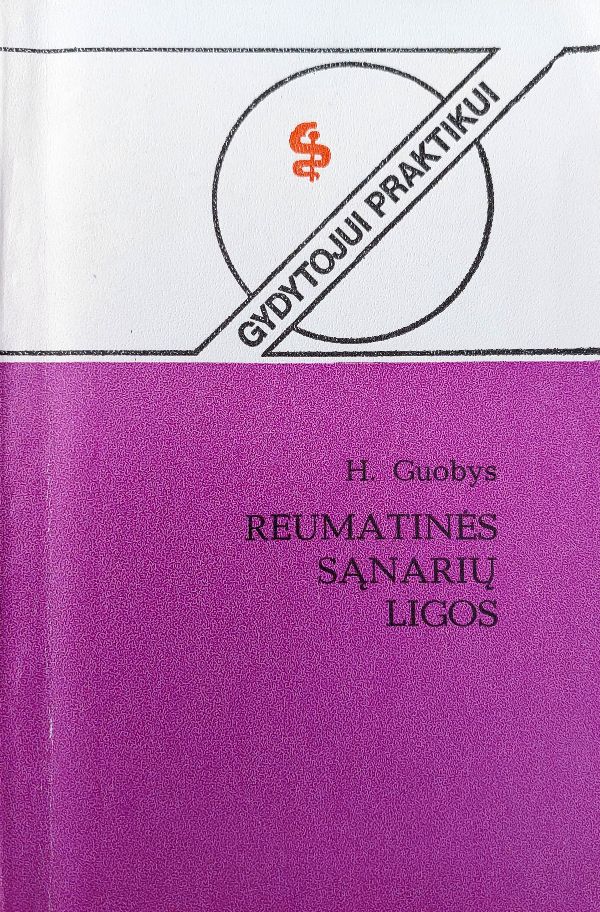 GYDYTOJUI PRAKTIKUI
H. Guobys
REUMATINĖS
SĄNARIŲ
LIGOS